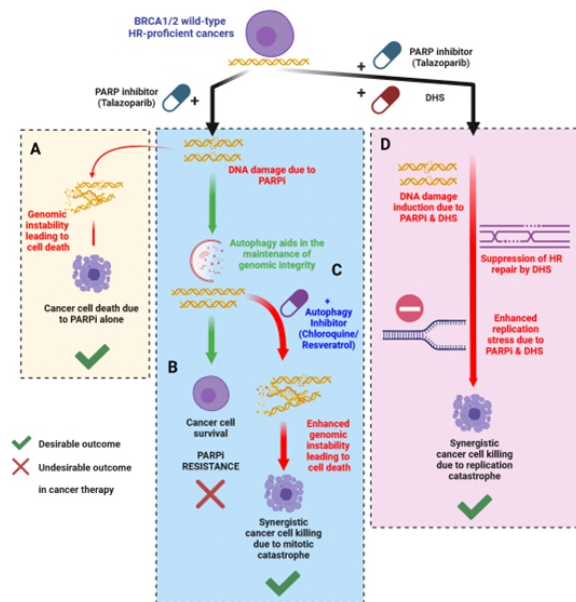 BRCA1/2 wild-type
HR-proficient cancers
PARP inhibitor
(Talazoparib)
+
+
PARP inhibitor
(Talazoparib)
+
DHS
A
Genomic
instability
leading to
cell death
Cancer cell death
due to PARPi alone
DNA damage due to
PARPi
Autophagy aids in the
maintenance of
genomic integrity
C
+
Autophagy
Inhibitor
(Chloroquine/
Resveratrol)
B
Cancer cell
survival
PARPi
RESISTANCE
Enhanced
genomic
instability
leading to
cell death
Synergistic
cancer cell killing
due to mitotic
catastrophe
D
DNA damage
induction due to
PARPi & DHS
Suppression of HR
repair by DHS
Enhanced
replication
stress due to
PARPi & DHS
Synergistic
cancer cell killing
due to replication
catastrophe
Desirable outcome
Undesirable outcome
in cancer therapy